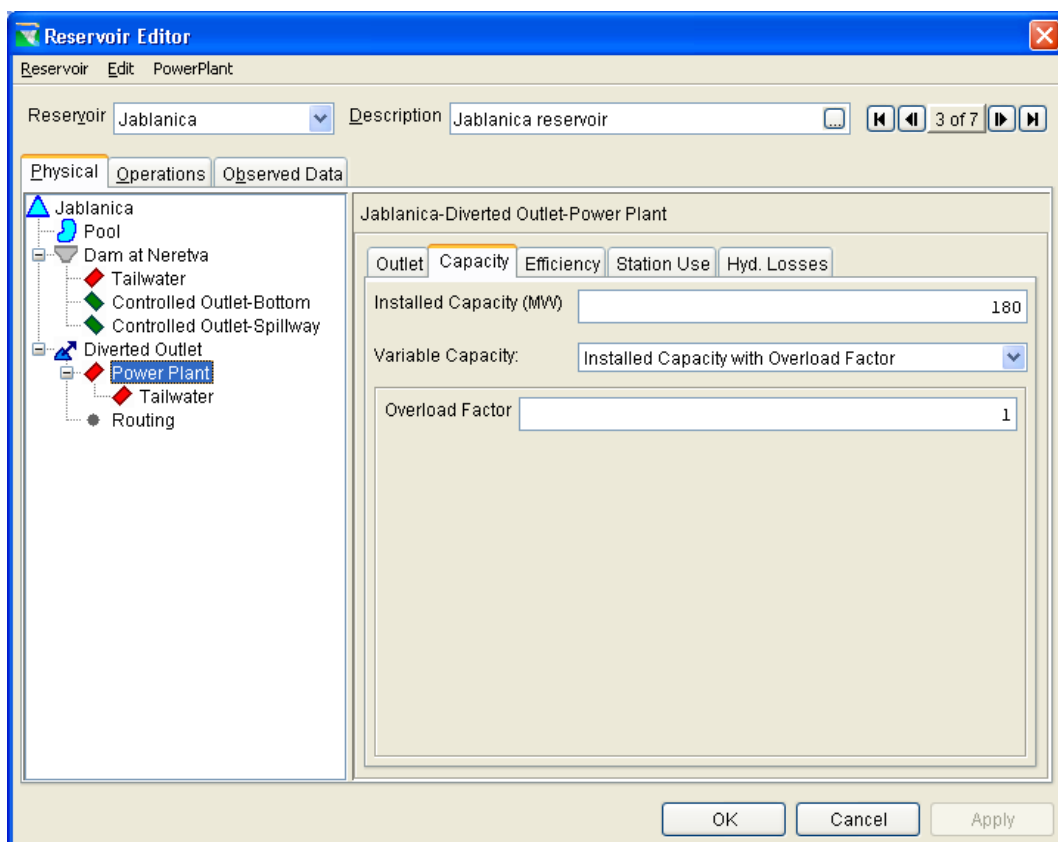 Reservoir Editor
Reservoir Edit PowerPlant
Reservoir Jablanica Description Jablanica reservoir ... 3 of 7
Physical Operations Observed Data
Jablanica
Pool
Dam at Neretva
Tailwater
Controlled Outlet-Bottom
Controlled Outlet-Spillway
Diverted Outlet
Power Plant
Tailwater
Routing
Jablanica-Diverted Outlet-Power Plant
Outlet Capacity Efficiency Station Use Hyd. Losses
Installed Capacity (MW) 180
Variable Capacity: Installed Capacity with Overload Factor
Overload Factor 1
OK Cancel Apply